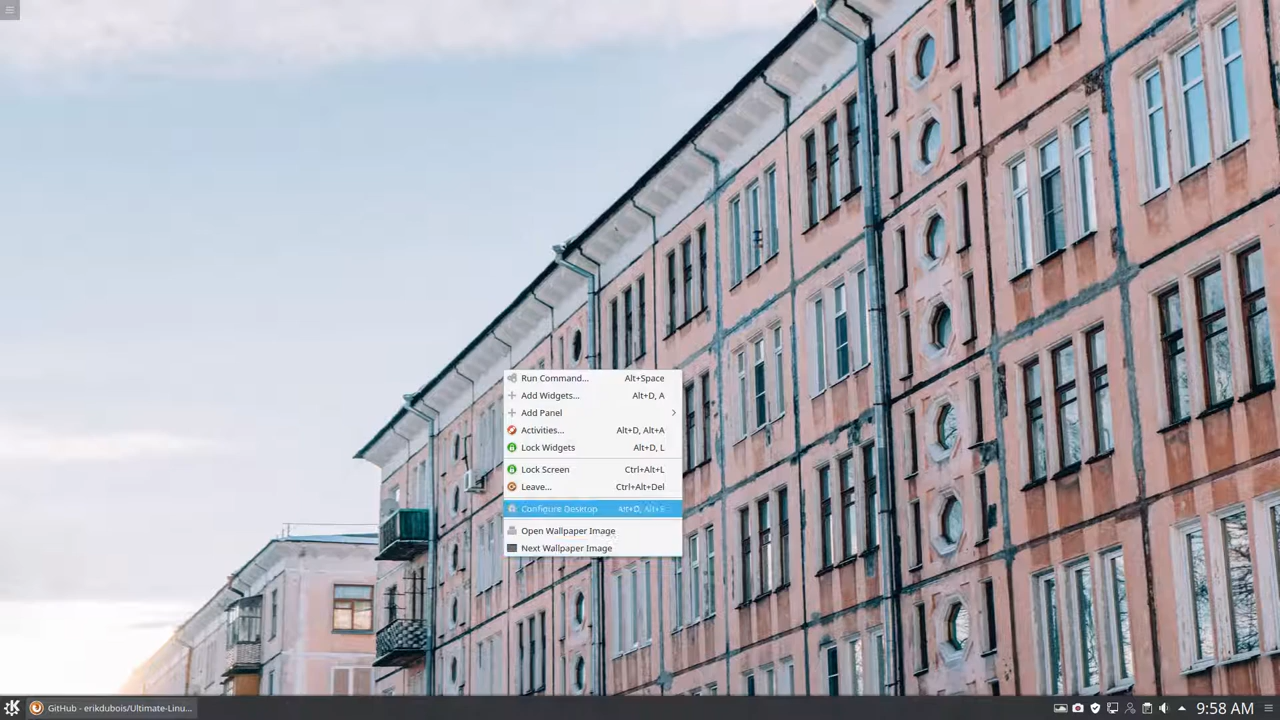 Run Command... Alt+Space
Add Widgets... Alt+D, A
Add Panel
Activities... Alt+D, Alt+A
Lock Widgets Alt+D, L
Lock Screen Ctrl+Alt+L
Leave... Ctrl+Alt+Del
Configure Desktop Alt+D, Alt+S
Open Wallpaper Image
Next Wallpaper Image
GitHub - erikdubois/Ultimate-Linu...
9:58 AM